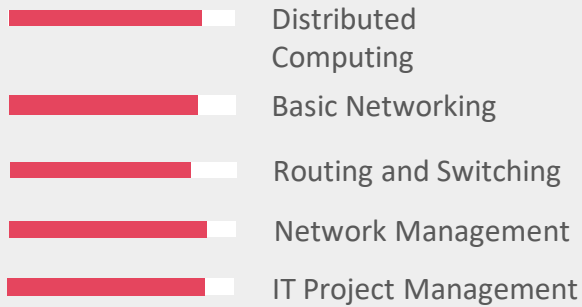 Distributed
Computing
Basic Networking
Routing and Switching
Network Management
IT Project Management